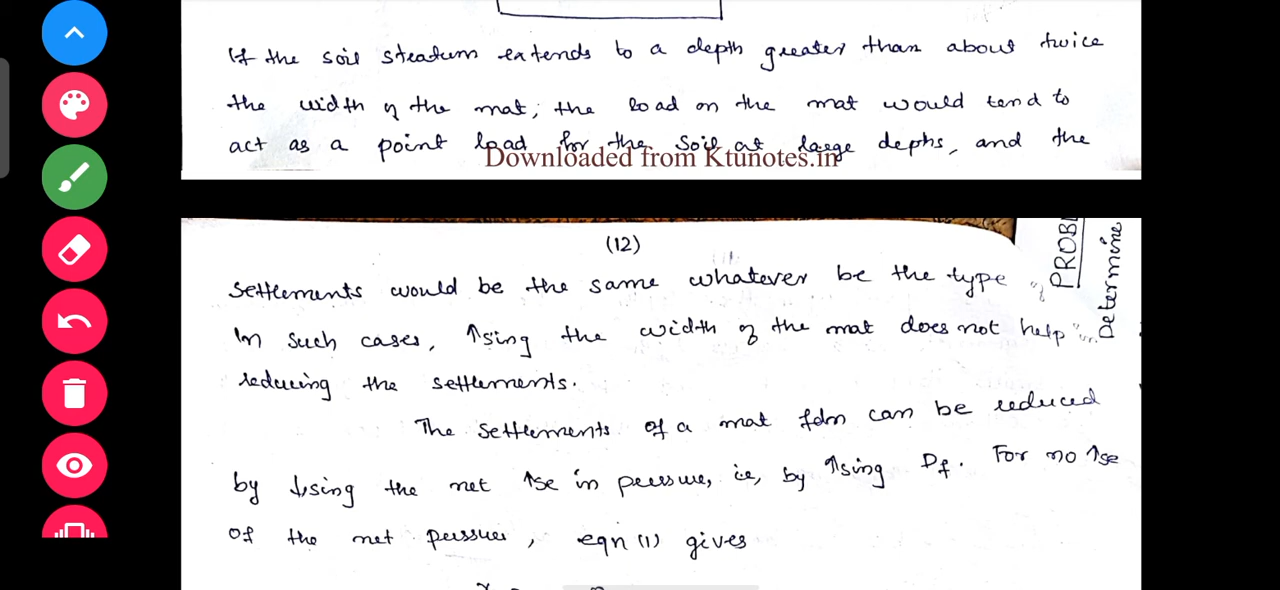 If the soil steadum extends to a depth greater than about twice
the width of the mat, the load on the mat would tend to
act as a point load for the soil at large depths, and the
Downloaded from Ktunotes.in
(12)
settlements would be the same whatever be the type
In such cases, ↑sing the width of the mat does not help
reducing the settlements.
The settlements of a mat fdn can be reduced
by ↓sing the net ↑se in pressure, ie, by ↑sing Df. For no ↑se
of the net pressure, eqn (1) gives
PROBL
Determine